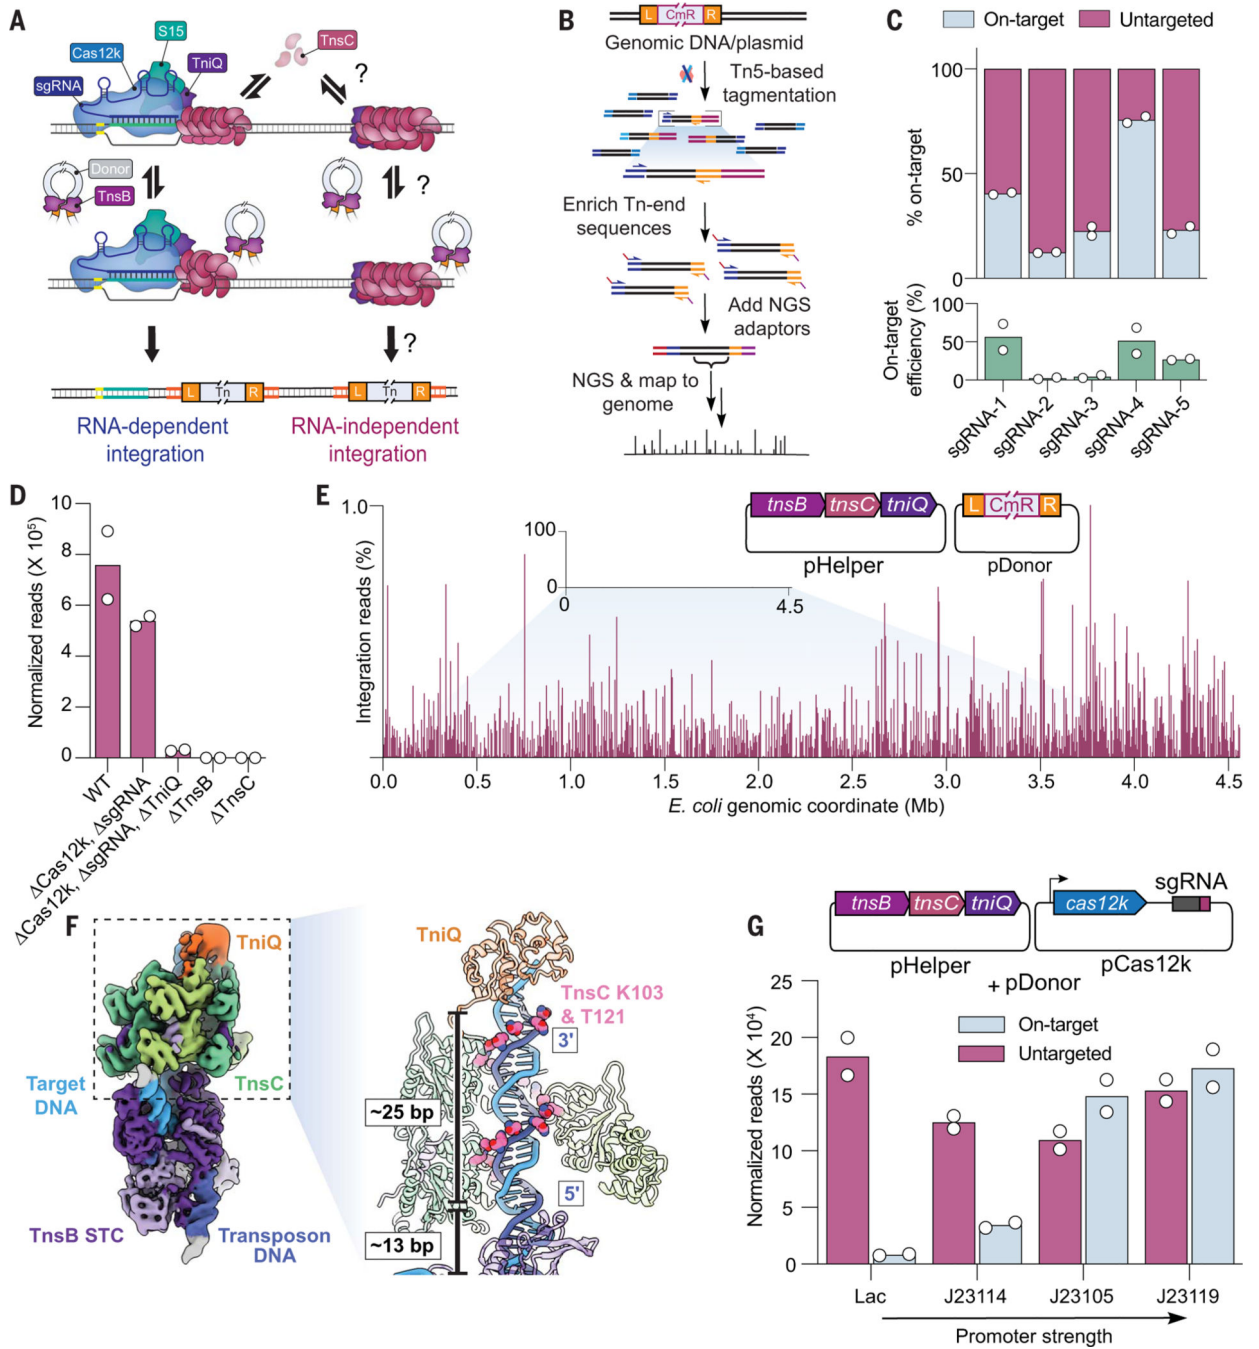 A
S15
Cas12k
TnsC
TniQ
sgRNA
?
Donor
?
TnsB
?
L
Tn
R
L
Tn
R
RNA-dependent
integration
RNA-independent
integration
B
L
CmR
R
Genomic DNA/plasmid
Tn5-based
tagmentation
Enrich Tn-end
sequences
Add NGS
adaptors
NGS & map to
genome
C
On-target
Untargeted
100
50
0
% on-target
100
50
0
On-target
efficiency (%)
sgRNA-1
sgRNA-2
sgRNA-3
sgRNA-4
sgRNA-5
D
10
8
6
4
2
0
Normalized reads (X 10⁵)
WT
ΔCas12k, ΔsgRNA
ΔCas12k, ΔsgRNA, ΔTniQ
ΔTnsB
ΔTnsC
E
1.0
0
Integration reads (%)
100
0
0
4.5
tnsB
tnsC
tniQ
pHelper
L
CmR
R
pDonor
0.0
0.5
1.0
1.5
2.0
2.5
3.0
3.5
4.0
4.5
E. coli genomic coordinate (Mb)
F
TniQ
Target
DNA
TnsC
TnsB STC
Transposon
DNA
TniQ
TnsC K103
& T121
3'
~25 bp
5'
~13 bp
G
tnsB
tnsC
tniQ
pHelper
cas12k
sgRNA
pCas12k
+ pDonor
On-target
Untargeted
25
20
15
10
5
0
Normalized reads (X 10⁴)
Lac
J23114
J23105
J23119
Promoter strength